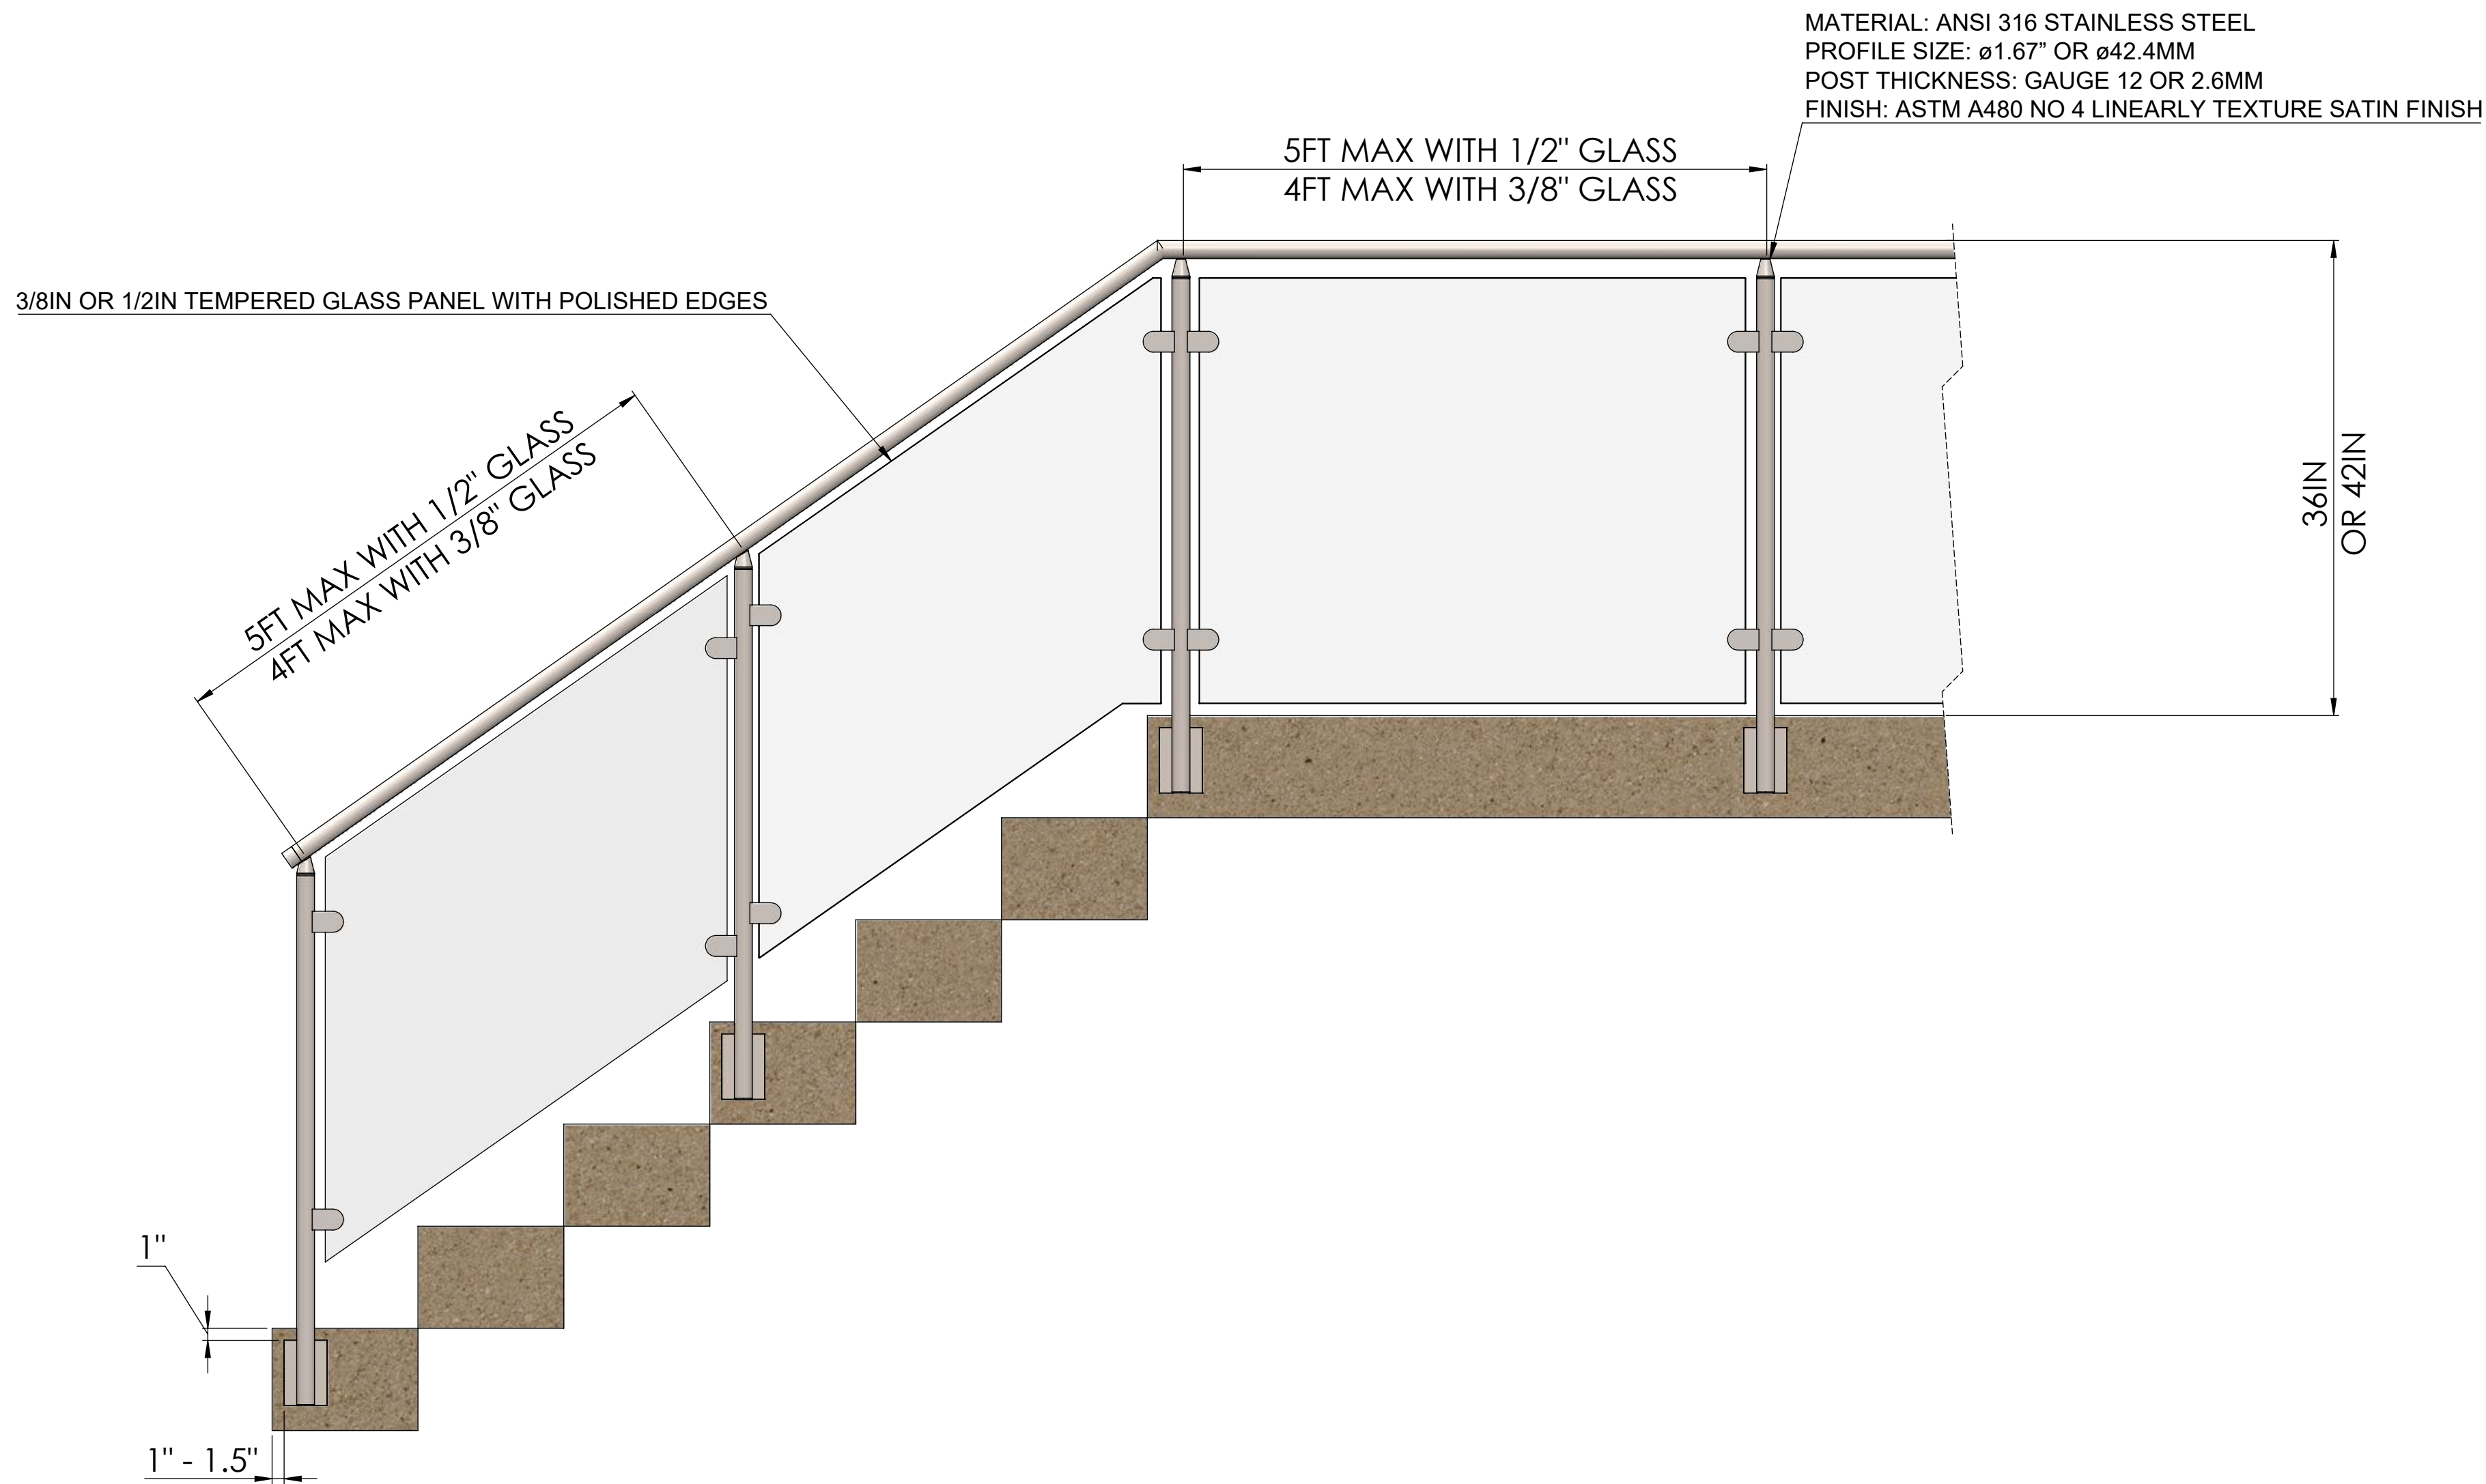 MATERIAL: ANSI 316 STAINLESS STEEL
PROFILE SIZE: ø1.67” OR ø42.4MM
POST THICKNESS: GAUGE 12 OR 2.6MM
FINISH: ASTM A480 NO 4 LINEARLY TEXTURE SATIN FINISH
5FT MAX WITH 1/2" GLASS
4FT MAX WITH 3/8" GLASS
3/8IN OR 1/2IN TEMPERED GLASS PANEL WITH POLISHED EDGES
5FT MAX WITH 1/2" GLASS
4FT MAX WITH 3/8" GLASS
36IN
OR 42IN
1"
1" - 1.5"